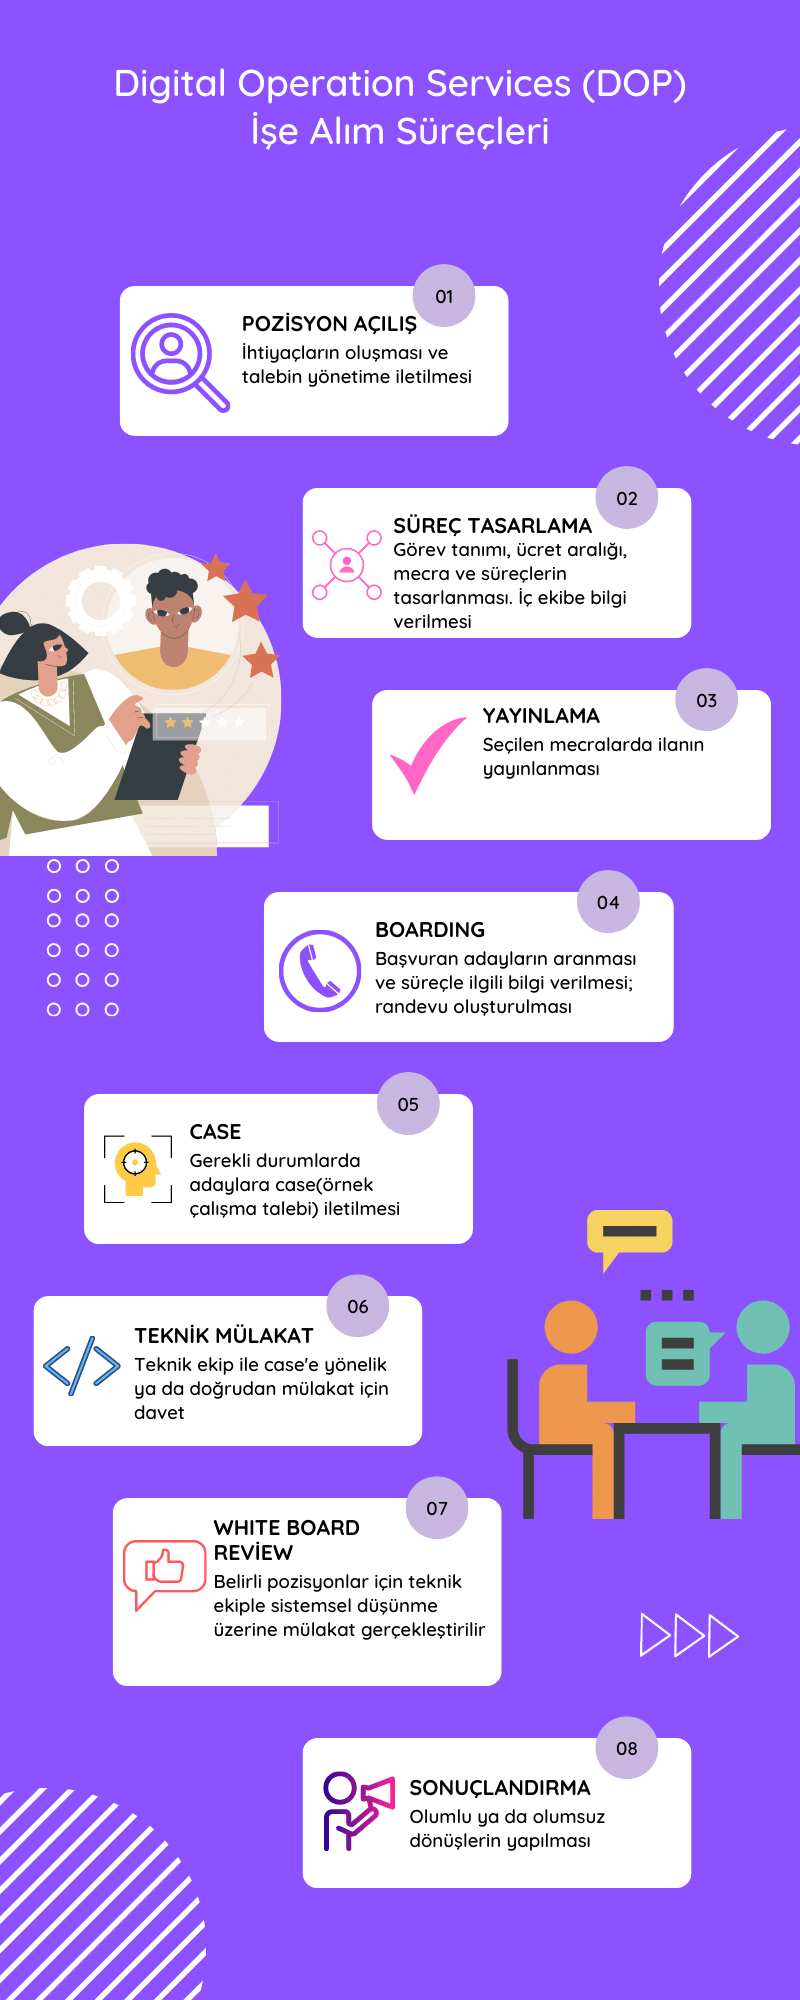 Digital Operation Services (DOP)
İşe Alım Süreçleri
01
POZİSYON AÇILIŞ
İhtiyaçların oluşması ve
talebin yönetime iletilmesi
02
SÜREÇ TASARLAMA
Görev tanımı, ücret aralığı,
mecra ve süreçlerin
tasarlanması. İç ekibe bilgi
verilmesi
03
YAYINLAMA
Seçilen mecralarda ilanın
yayınlanması
04
BOARDING
Başvuran adayların aranması
ve süreçle ilgili bilgi verilmesi;
randevu oluşturulması
05
CASE
Gerekli durumlarda
adaylara case(örnek
çalışma talebi) iletilmesi
06
TEKNİK MÜLAKAT
Teknik ekip ile case'e yönelik
ya da doğrudan mülakat için
davet
07
WHITE BOARD
REVİEW
Belirli pozisyonlar için teknik
ekiple sistemsel düşünme
üzerine mülakat gerçekleştirilir
08
SONUÇLANDIRMA
Olumlu ya da olumsuz
dönüşlerin yapılması